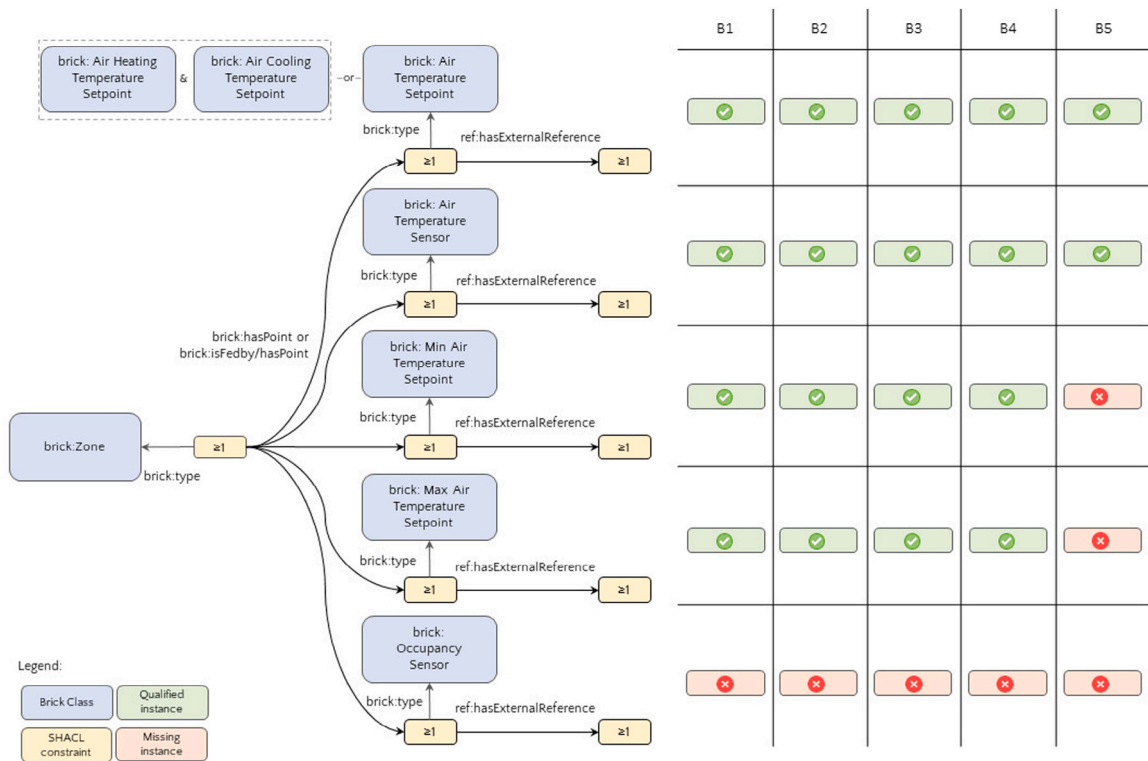 B1 B2 B3 B4 B5
brick: Air Heating
Temperature
Setpoint
&
brick: Air Cooling
Temperature
Setpoint
-or-
brick: Air
Temperature
Setpoint
brick:type
ref:hasExternalReference
≥1
≥1
brick: Air
Temperature
Sensor
brick:type
ref:hasExternalReference
≥1
≥1
brick:hasPoint or
brick:isFedby/hasPoint
brick: Min Air
Temperature
Setpoint
brick:type
ref:hasExternalReference
≥1
≥1
brick:Zone
≥1
brick:type
brick: Max Air
Temperature
Setpoint
brick:type
ref:hasExternalReference
≥1
≥1
brick:
Occupancy
Sensor
brick:type
ref:hasExternalReference
≥1
≥1
Legend:
Brick Class
Qualified
instance
SHACL
constraint
Missing
instance